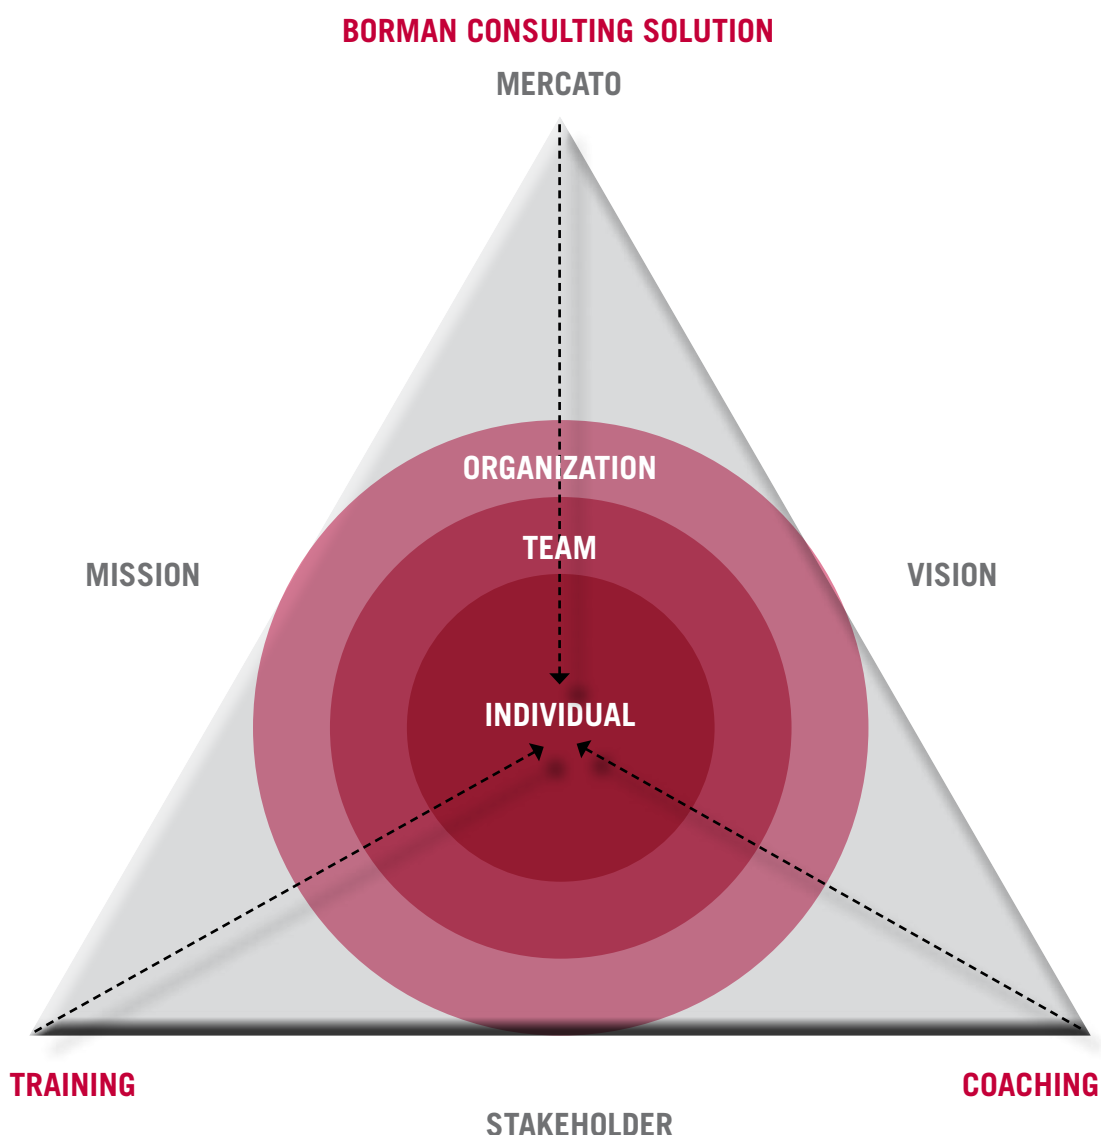 BORMAN CONSULTING SOLUTION
MERCATO
ORGANIZATION
TEAM
MISSION
VISION
INDIVIDUAL
TRAINING
COACHING
STAKEHOLDER